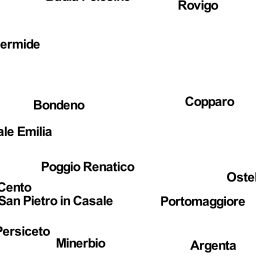 Rovigo
ermide
Bondeno
Copparo
ale Emilia
Poggio Renatico
Ostel
Cento
San Pietro in Casale
Portomaggiore
Persiceto
Minerbio
Argenta